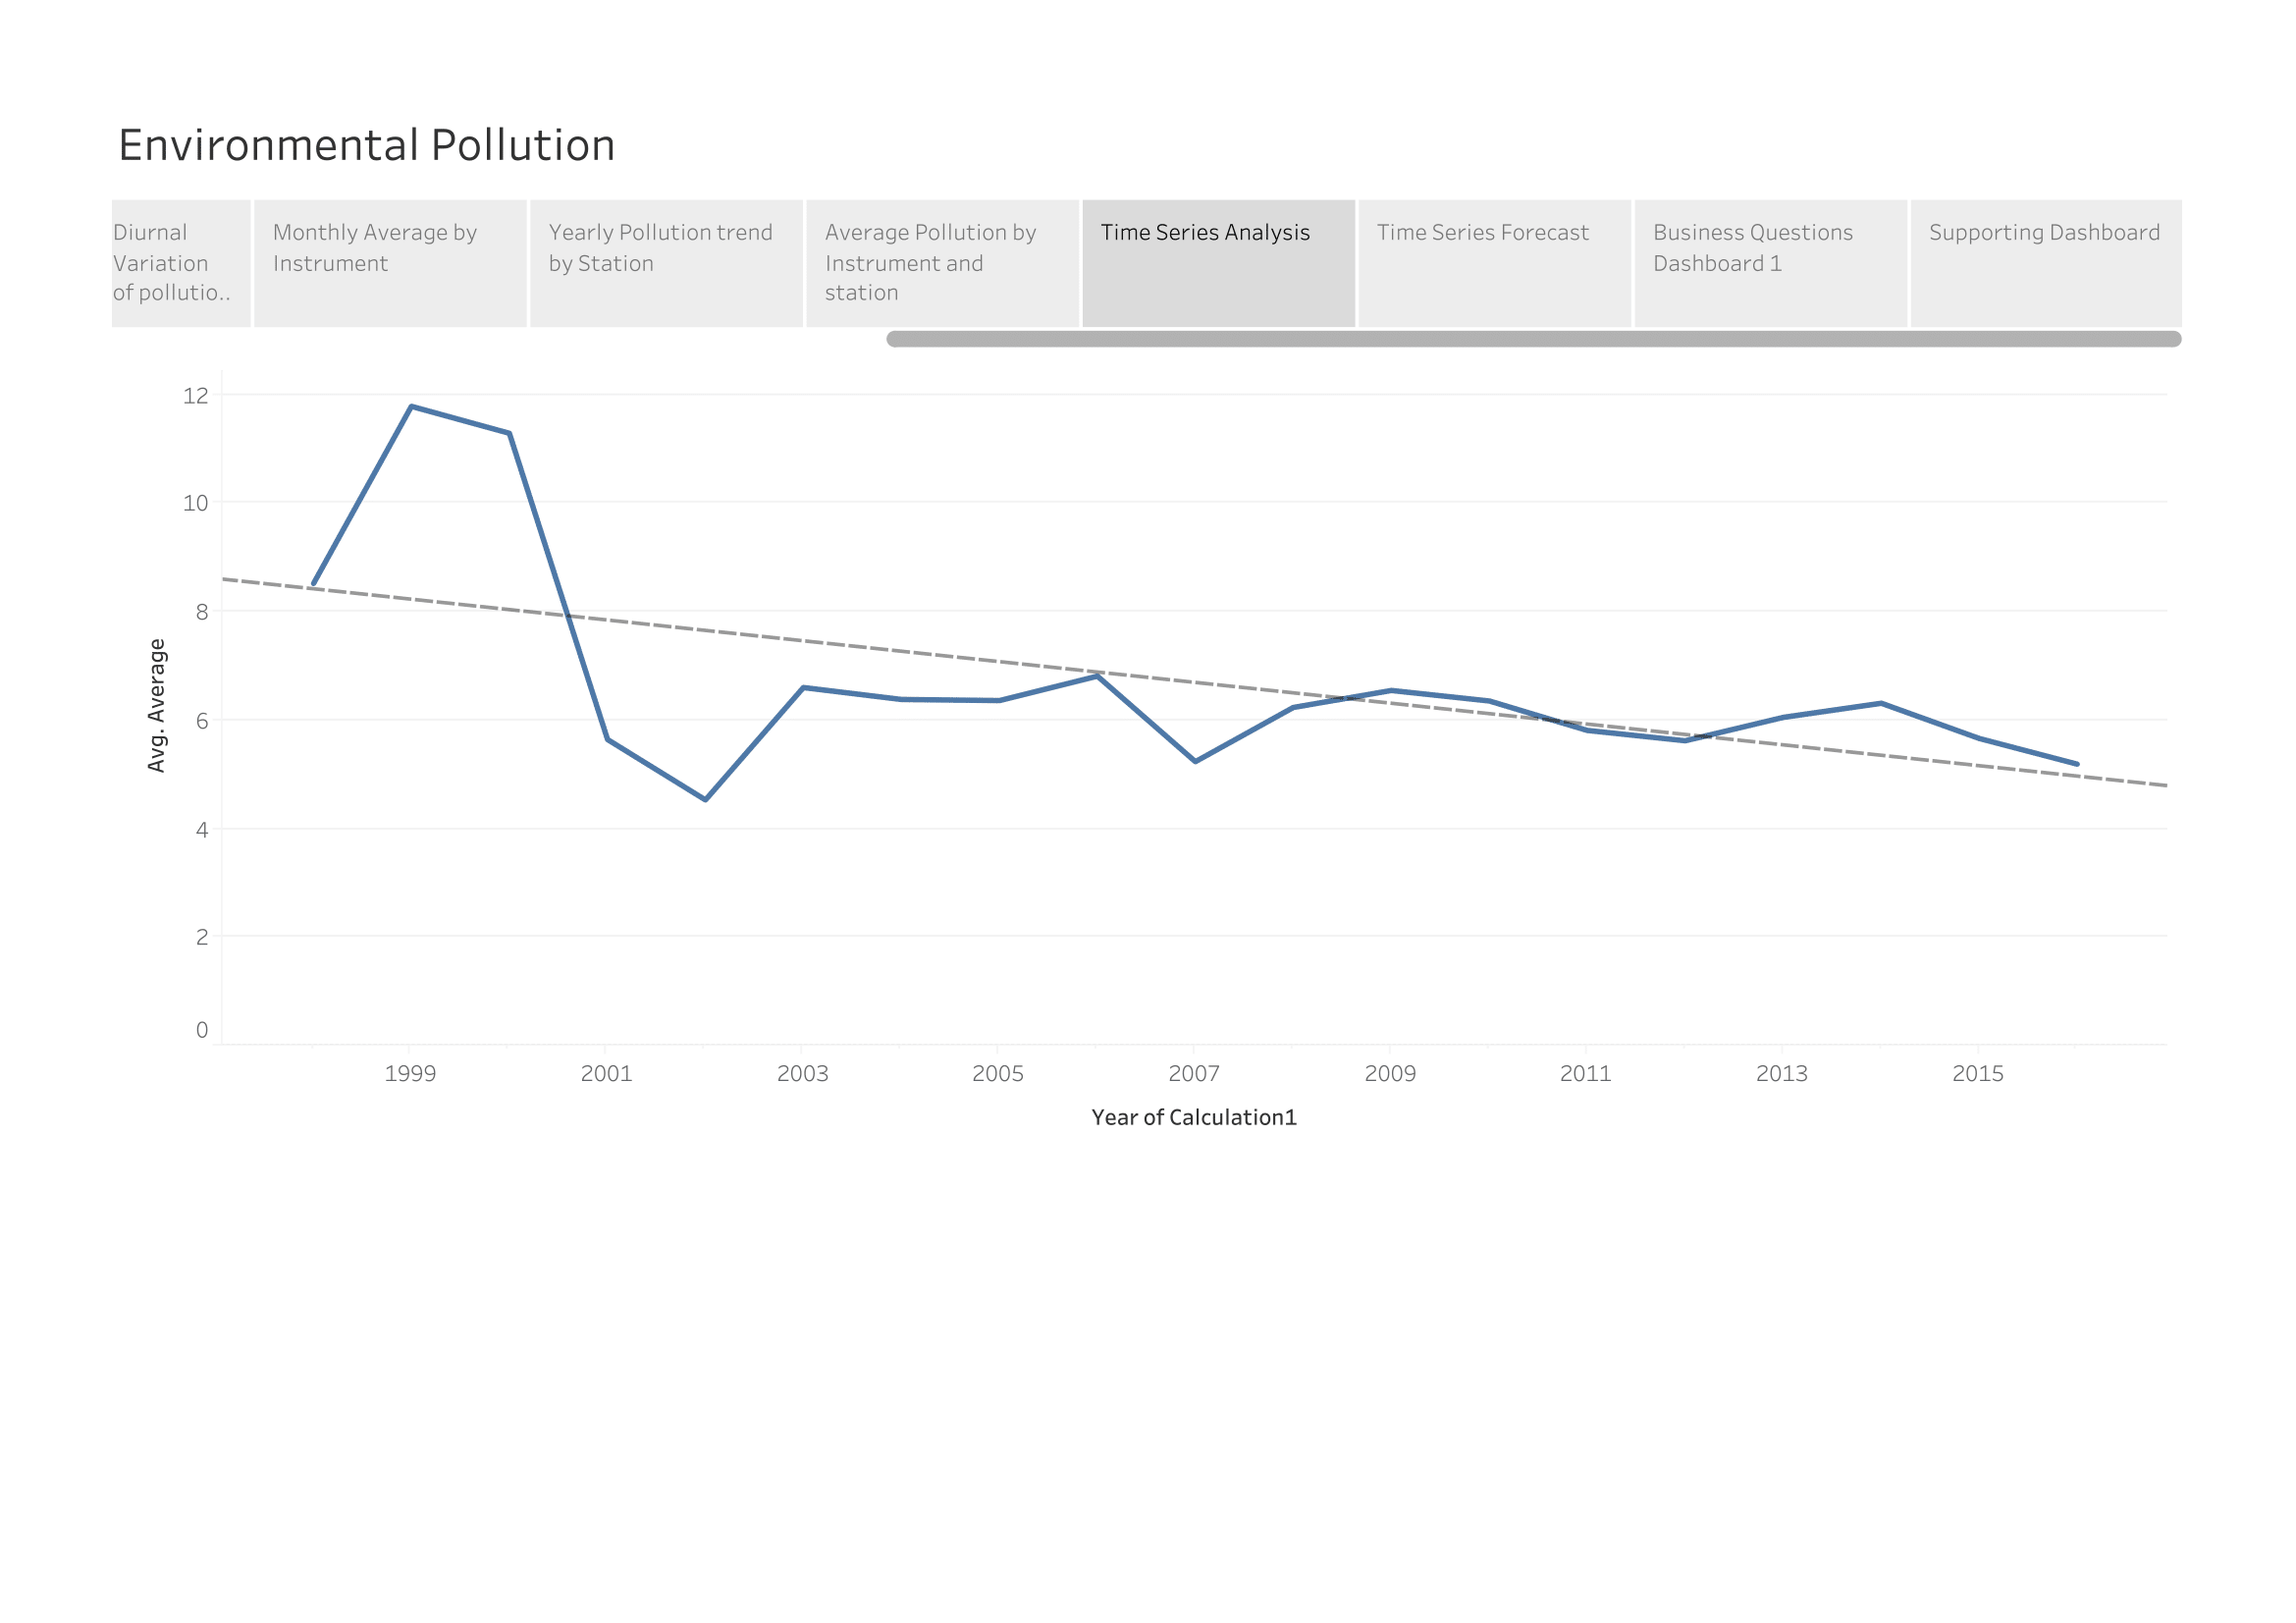 Environmental Pollution
Diurnal
Variation
of pollutio..
Monthly Average by
Instrument
Yearly Pollution trend
by Station
Average Pollution by
Instrument and
station
Time Series Analysis
Time Series Forecast
Business Questions
Dashboard 1
Supporting Dashboard
12
10
8
6
4
2
0
Avg. Average
1999
2001
2003
2005
2007
2009
2011
2013
2015
Year of Calculation1